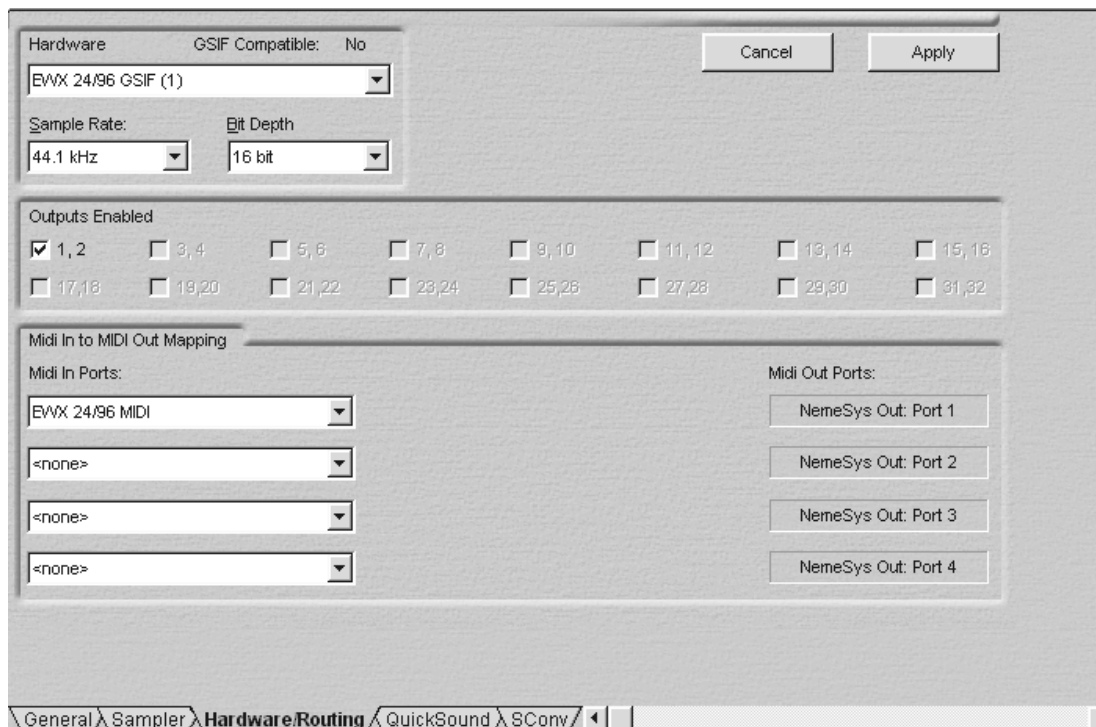 Hardware GSIF Compatible: No
Cancel Apply
EWX 24/96 GSIF (1)
Sample Rate: Bit Depth
44.1 kHz 16 bit
Outputs Enabled
1, 2 3, 4 5, 6 7, 8 9, 10 11, 12 13, 14 15, 16
17,18 19,20 21,22 23,24 25,26 27,28 29,30 31,32
Midi In to MIDI Out Mapping
Midi In Ports: Midi Out Ports:
EWX 24/96 MIDI NemeSys Out: Port 1
<none> NemeSys Out: Port 2
<none> NemeSys Out: Port 3
<none> NemeSys Out: Port 4
General Sampler Hardware/Routing QuickSound SConv